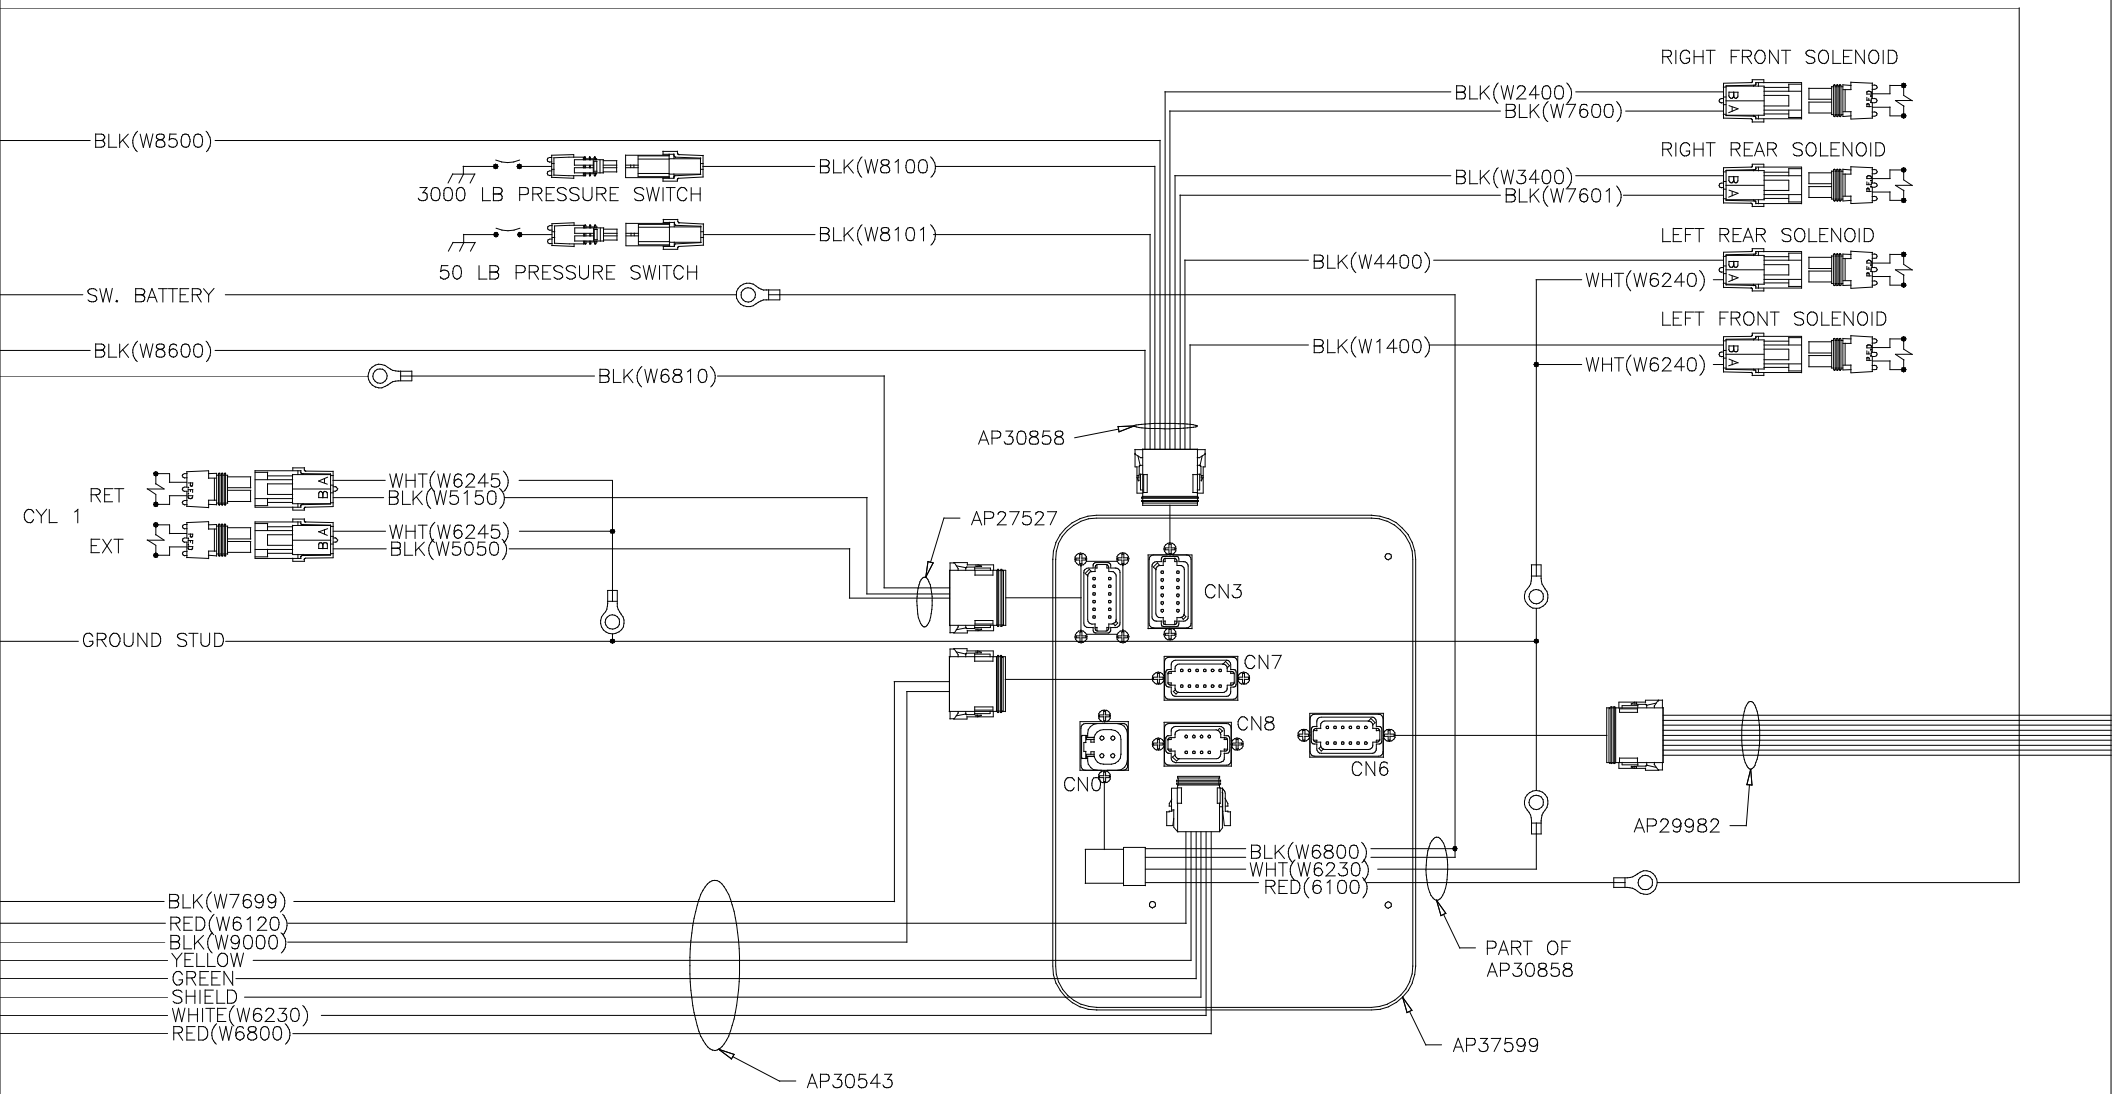 RIGHT FRONT SOLENOID
BLK(W2400)
BLK(W7600)
B
A
P.E.D
BLK(W8500)
BLK(W8100)
3000 LB PRESSURE SWITCH
RIGHT REAR SOLENOID
BLK(W3400)
BLK(W7601)
B
A
P.E.D
BLK(W8101)
50 LB PRESSURE SWITCH
LEFT REAR SOLENOID
BLK(W4400)
WHT(W6240)
B
A
P.E.D
SW. BATTERY
LEFT FRONT SOLENOID
BLK(W8600)
BLK(W1400)
WHT(W6240)
B
A
P.E.D
BLK(W6810)
AP30858
CYL 1
RET
P.E.D
A
B
WHT(W6245)
BLK(W5150)
EXT
P.E.D
A
B
WHT(W6245)
BLK(W5050)
AP27527
CN3
GROUND STUD
CN7
CN8
CN6
CN0
AP29982
BLK(W6800)
WHT(W6230)
RED(6100)
PART OF
AP30858
BLK(W7699)
RED(W6120)
BLK(W9000)
YELLOW
GREEN
SHIELD
WHITE(W6230)
RED(W6800)
AP37599
AP30543